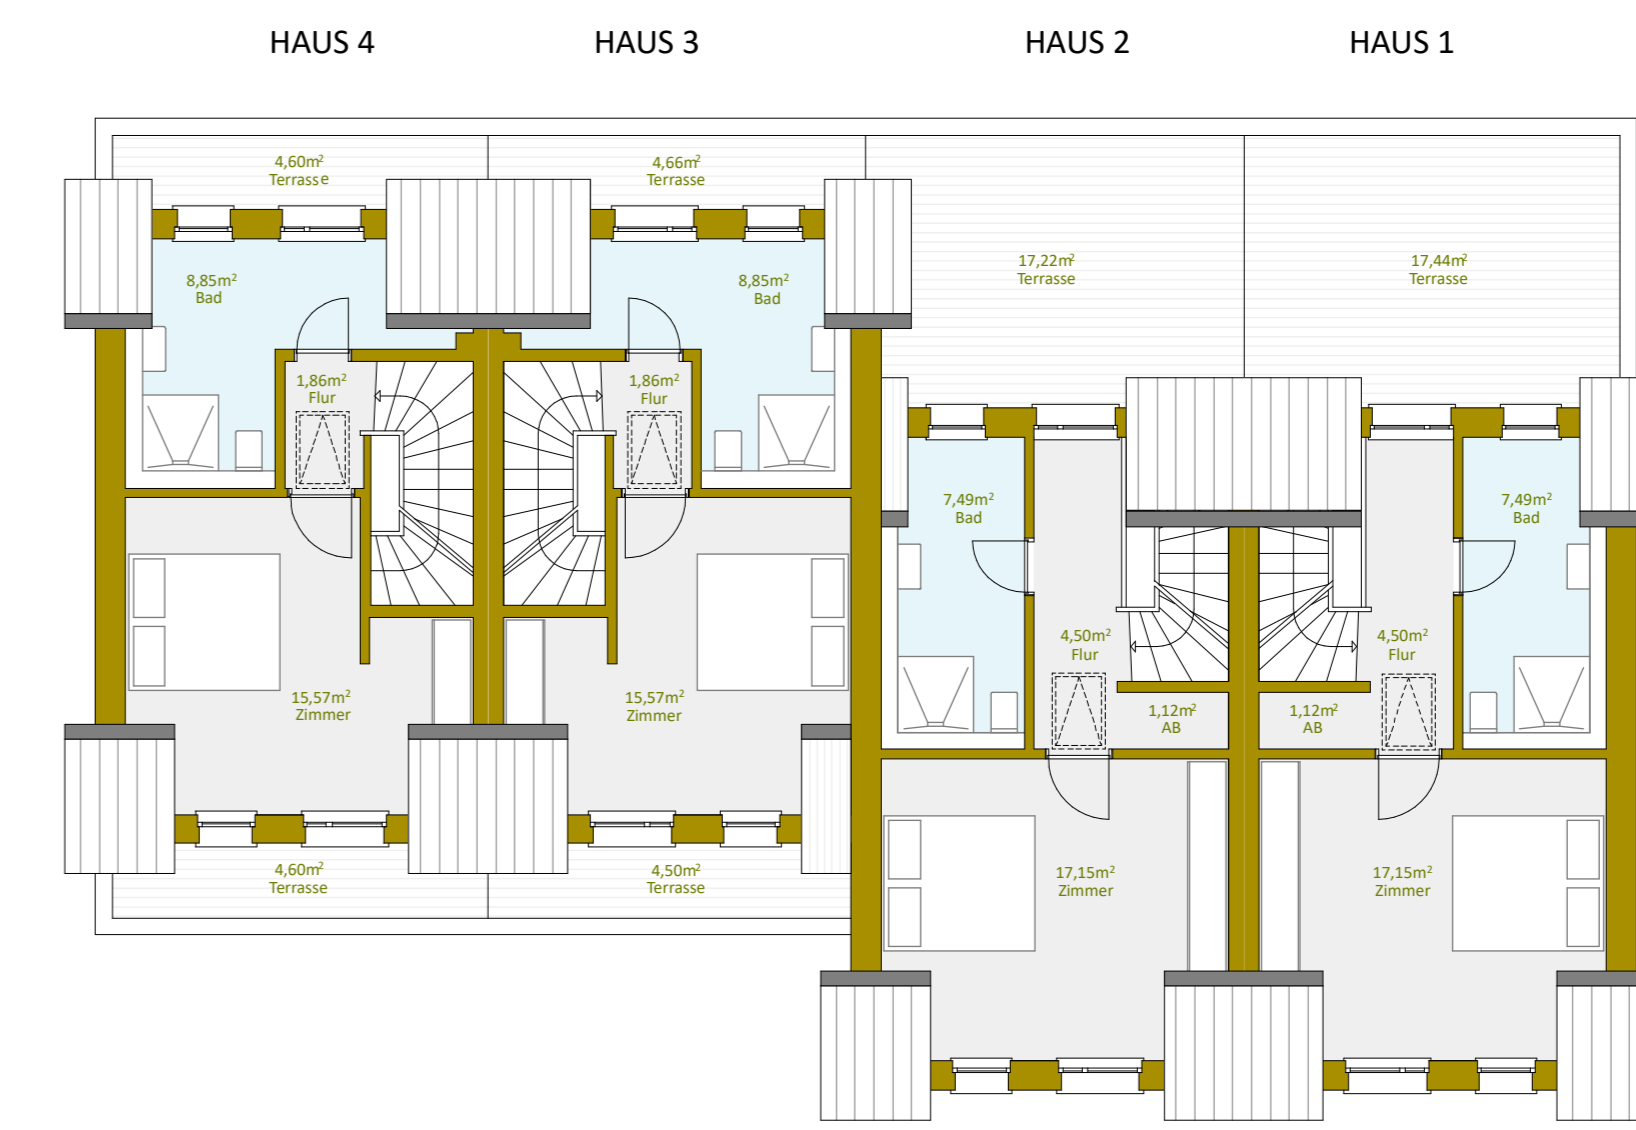 HAUS 4
HAUS 3
HAUS 2
HAUS 1
4,60m²
Terrasse
4,66m²
Terrasse
17,22m²
Terrasse
17,44m²
Terrasse
8,85m²
Bad
8,85m²
Bad
1,86m²
Flur
1,86m²
Flur
7,49m²
Bad
7,49m²
Bad
4,50m²
Flur
4,50m²
Flur
15,57m²
Zimmer
15,57m²
Zimmer
1,12m²
AB
1,12m²
AB
4,60m²
Terrasse
4,50m²
Terrasse
17,15m²
Zimmer
17,15m²
Zimmer